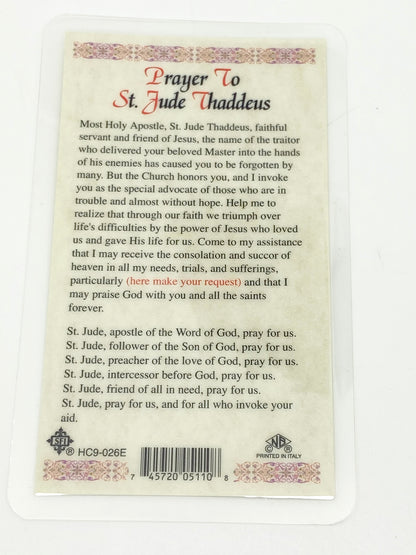 Prayer To
St. Jude Thaddeus
Most Holy Apostle, St. Jude Thaddeus, faithful
servant and friend of Jesus, the name of the traitor
who delivered your beloved Master into the hands
of his enemies has caused you to be forgotten by
many. But the Church honors you, and I invoke
you as the special advocate of those who are in
trouble and almost without hope. Help me to
realize that through our faith we triumph over
life's difficulties by the power of Jesus who loved
us and gave His life for us. Come to my assistance
that I may receive the consolation and succor of
heaven in all my needs, trials, and sufferings,
particularly (here make your request) and that I
may praise God with you and all the saints
forever.
St. Jude, apostle of the Word of God, pray for us.
St. Jude, follower of the Son of God, pray for us.
St. Jude, preacher of the love of God, pray for us.
St. Jude, intercessor before God, pray for us.
St. Jude, friend of all in need, pray for us.
St. Jude, pray for us, and for all who invoke your
aid.
SFI ® HC9-026E
7 45720 05110 8
NB ®
PRINTED IN ITALY